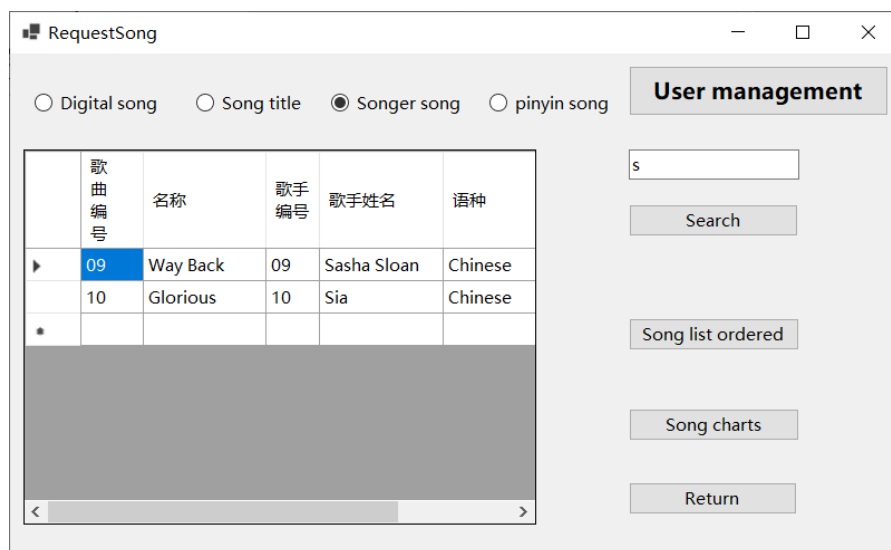 RequestSong
Digital song Song title Songer song pinyin song
User management
歌曲编号 名称 歌手编号 歌手姓名 语种
09 Way Back 09 Sasha Sloan Chinese
10 Glorious 10 Sia Chinese
s
Search
Song list ordered
Song charts
Return